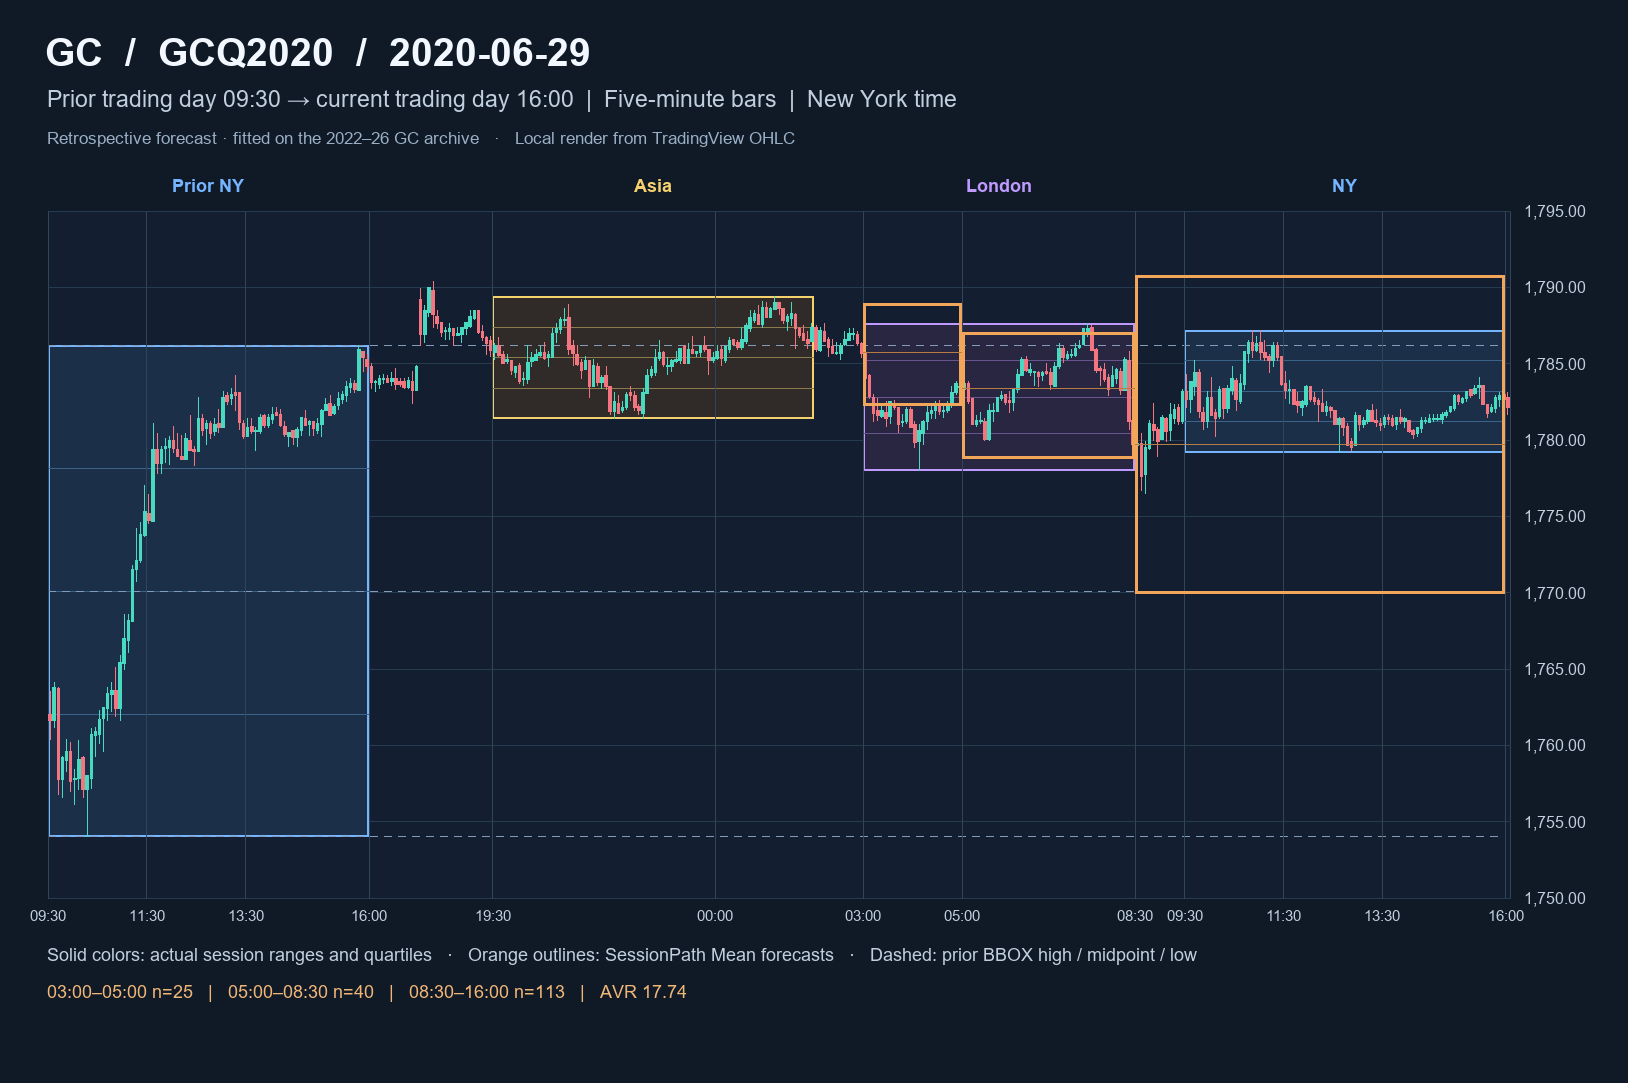 GC / GCQ2020 / 2020-06-29
Prior trading day 09:30 → current trading day 16:00 | Five-minute bars | New York time
Retrospective forecast · fitted on the 2022–26 GC archive · Local render from TradingView OHLC
Prior NY Asia London NY
1,795.00
1,790.00
1,785.00
1,780.00
1,775.00
1,770.00
1,765.00
1,760.00
1,755.00
1,750.00
09:30 11:30 13:30 16:00 19:30 00:00 03:00 05:00 08:30 09:30 11:30 13:30 16:00
Solid colors: actual session ranges and quartiles · Orange outlines: SessionPath Mean forecasts · Dashed: prior BBOX high / midpoint / low
03:00–05:00 n=25 | 05:00–08:30 n=40 | 08:30–16:00 n=113 | AVR 17.74